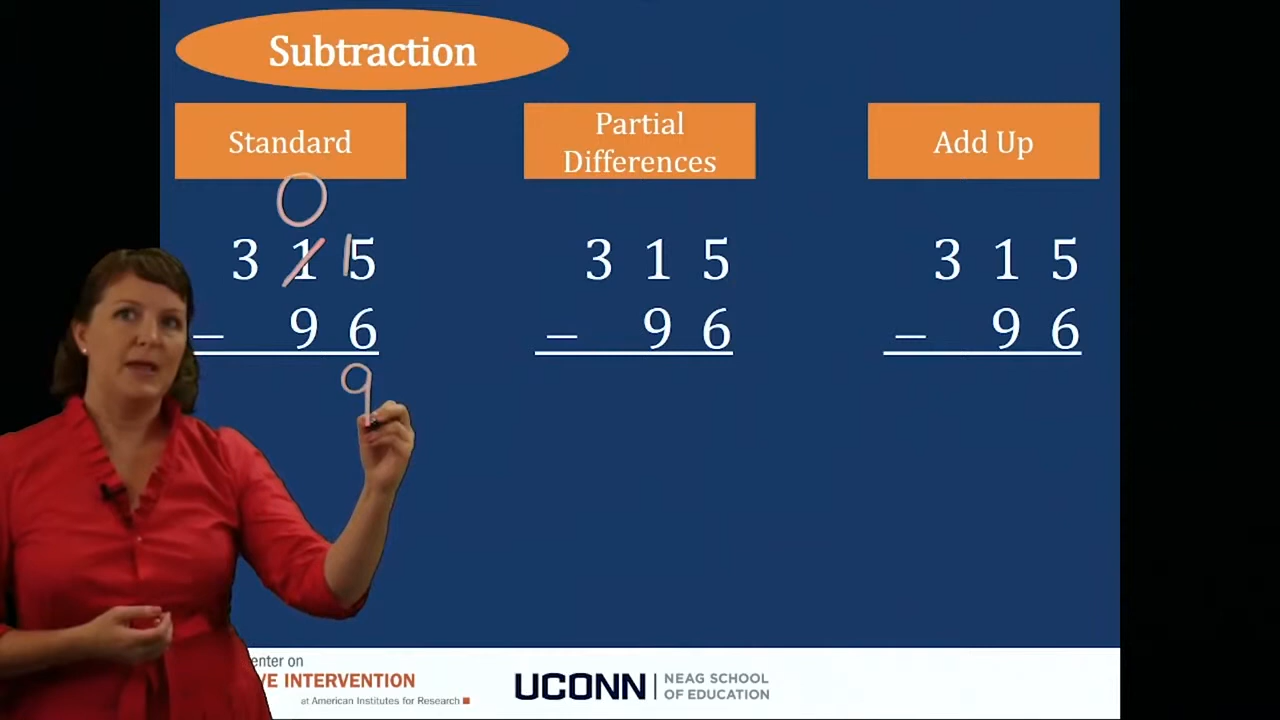 Subtraction
Standard
Partial
Differences
Add Up
0
3 1 15
– 9 6
9
3 1 5
– 9 6
3 1 5
– 9 6
enter on
VE INTERVENTION
at American Institutes for Research
UCONN
NEAG SCHOOL
OF EDUCATION